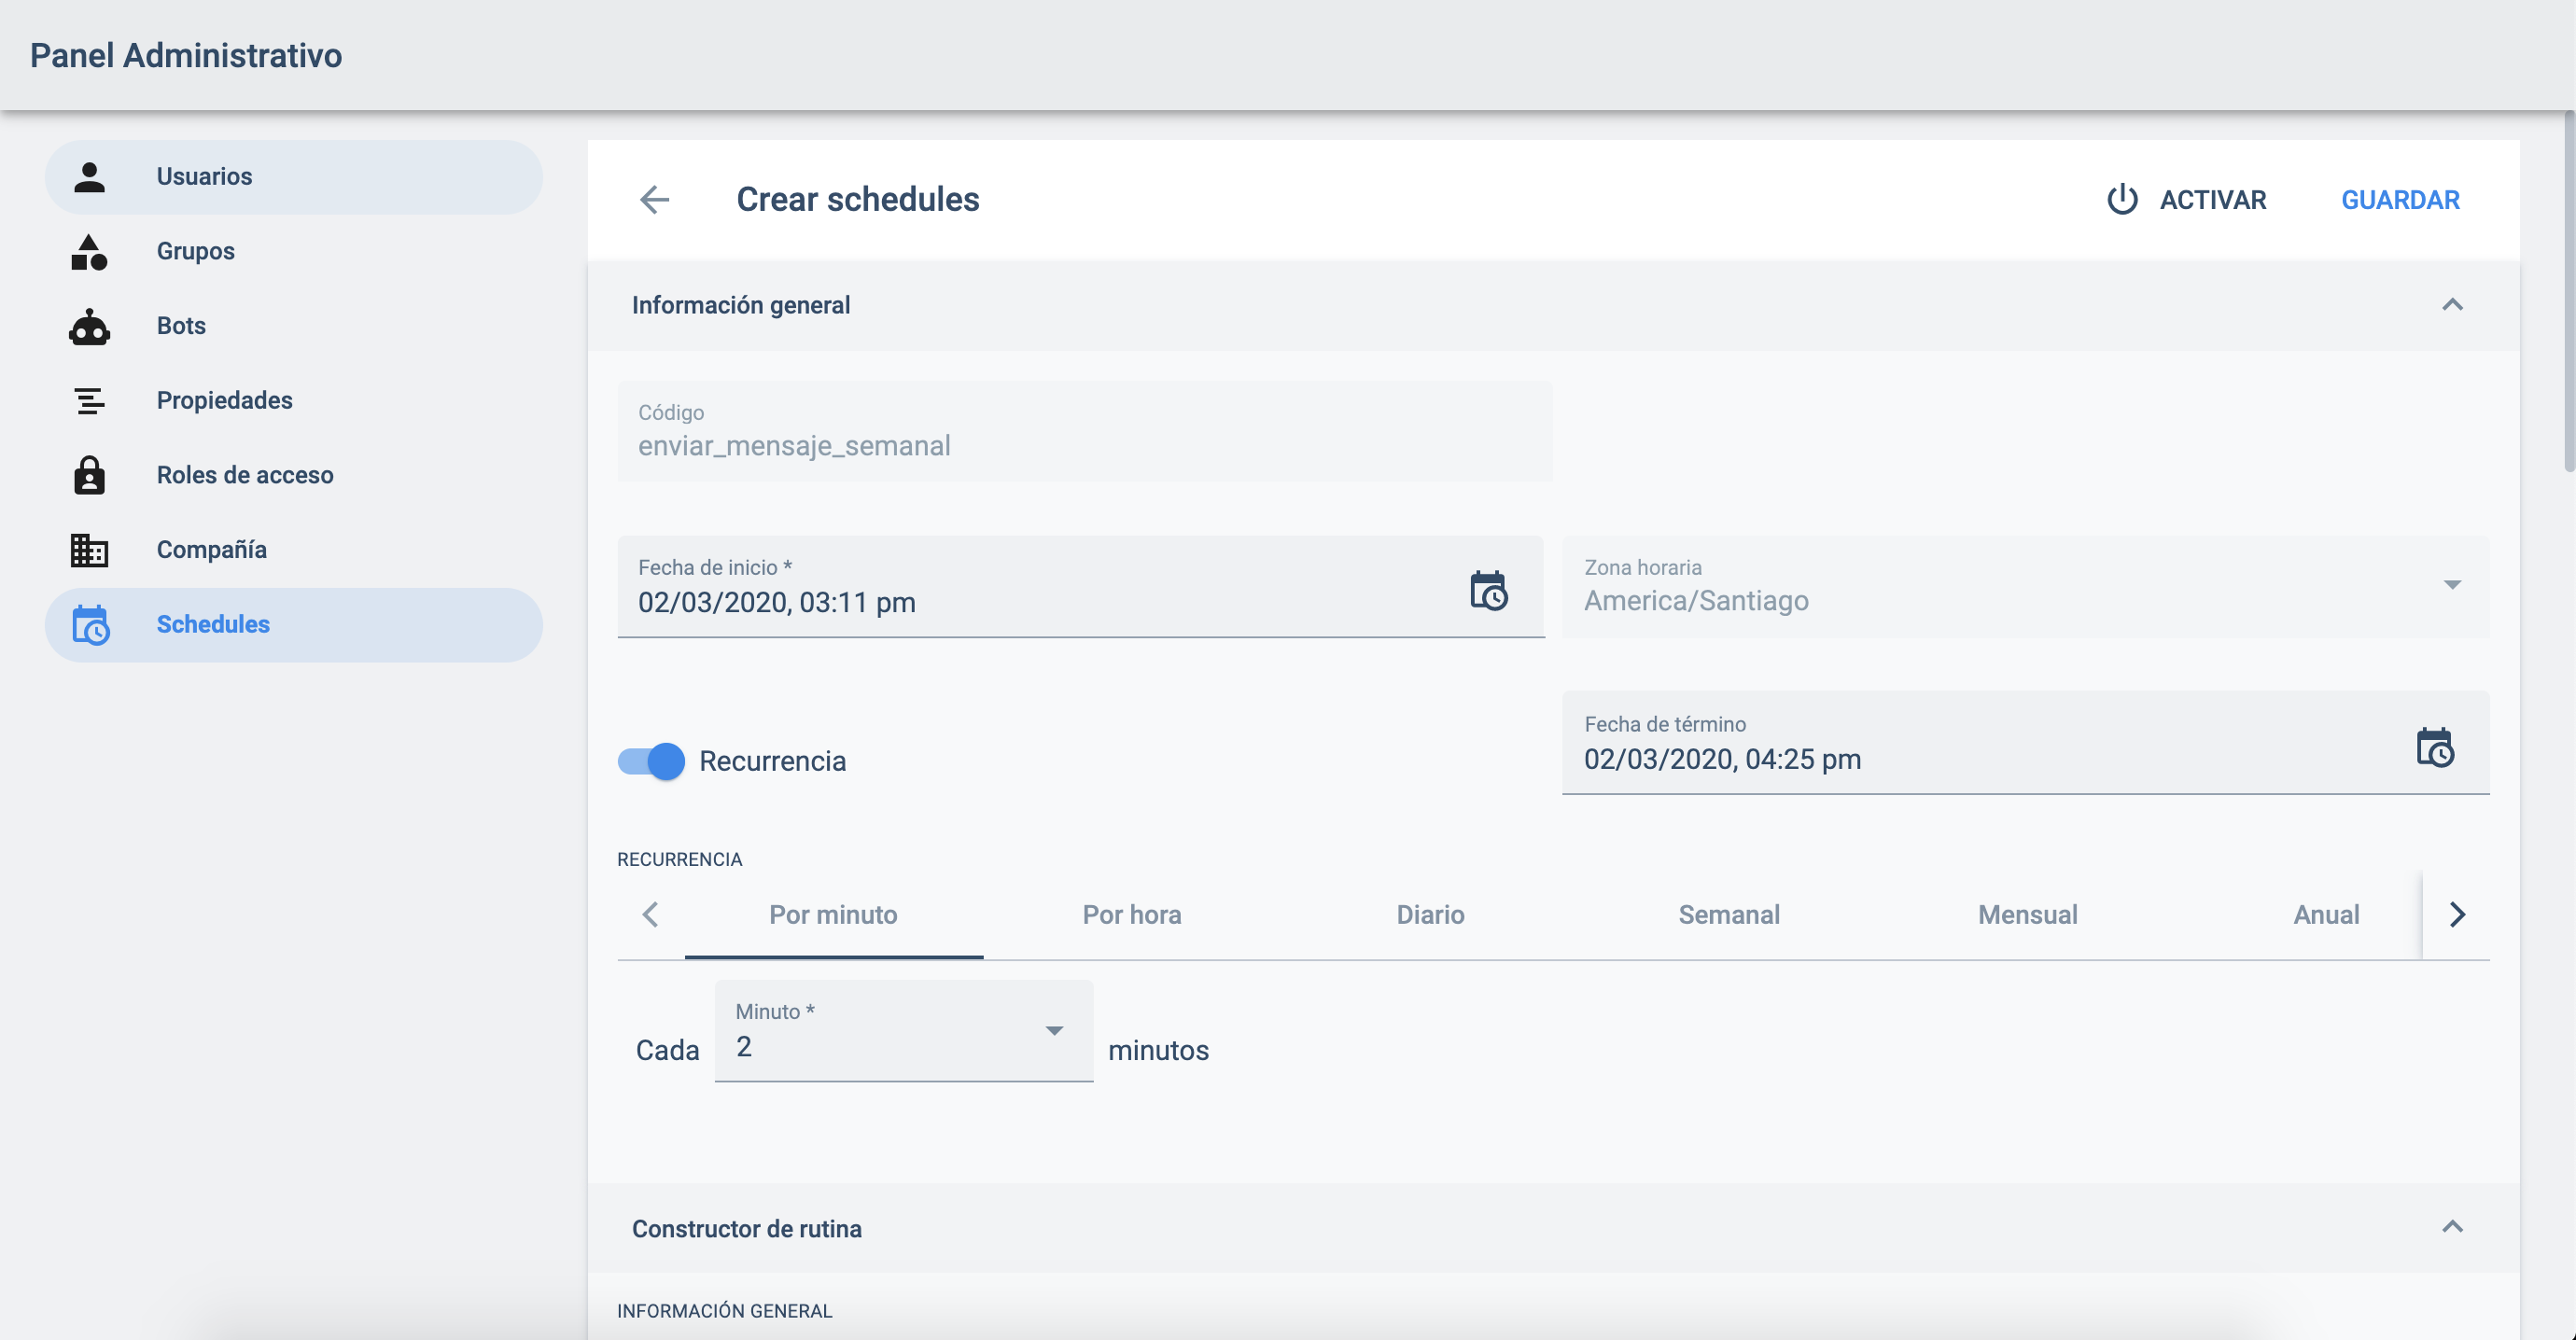 Panel Administrativo
Usuarios
Grupos
Bots
Propiedades
Roles de acceso
Compañía
Schedules
Crear schedules
ACTIVAR
GUARDAR
Información general
Código
enviar_mensaje_semanal
Fecha de inicio *
02/03/2020, 03:11 pm
Zona horaria
America/Santiago
Recurrencia
Fecha de término
02/03/2020, 04:25 pm
RECURRENCIA
Por minuto Por hora Diario Semanal Mensual Anual
Minuto *
Cada 2 minutos
Constructor de rutina
INFORMACIÓN GENERAL